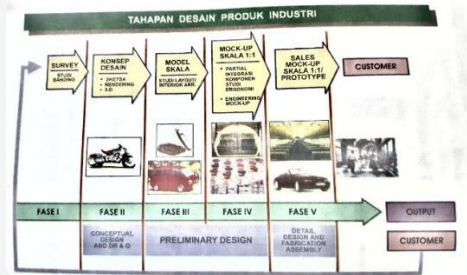 TAHAPAN DESAIN PRODUK INDUSTRI
SURVEY
STUDI
BANDING
KONSEP
DESAIN
• SKETSA
• RENDERING
• 3-D
MODEL
SKALA
STUDI LAYOUT/
INTERIOR ARR.
MOCK-UP
SKALA 1:1
• PARTIAL
INTEGRASI
KOMPONEN
STUDI
ERGONOMI
• ENGINEERING
MOCK-UP
SALES
MOCK-UP
SKALA 1:1/
PROTOTYPE
CUSTOMER
FASE I
FASE II
FASE III
FASE IV
FASE V
OUTPUT
CONCEPTUAL
DESIGN
AND DR & O
PRELIMINARY DESIGN
DETAIL
DESIGN AND
FABRICATION
ASSEMBLY
CUSTOMER